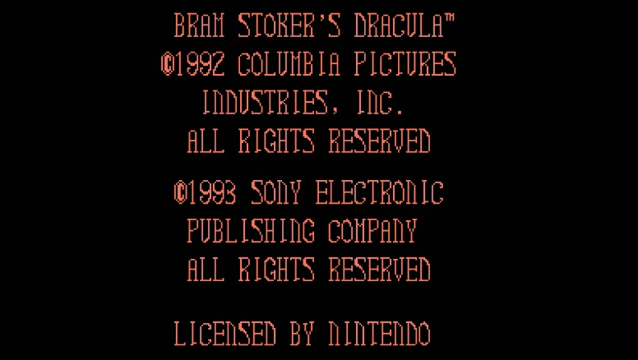 BRAM STOKER'S DRACULA™
©1992 COLUMBIA PICTURES
INDUSTRIES, INC.
ALL RIGHTS RESERVED
©1993 SONY ELECTRONIC
PUBLISHING COMPANY
ALL RIGHTS RESERVED
LICENSED BY NINTENDO